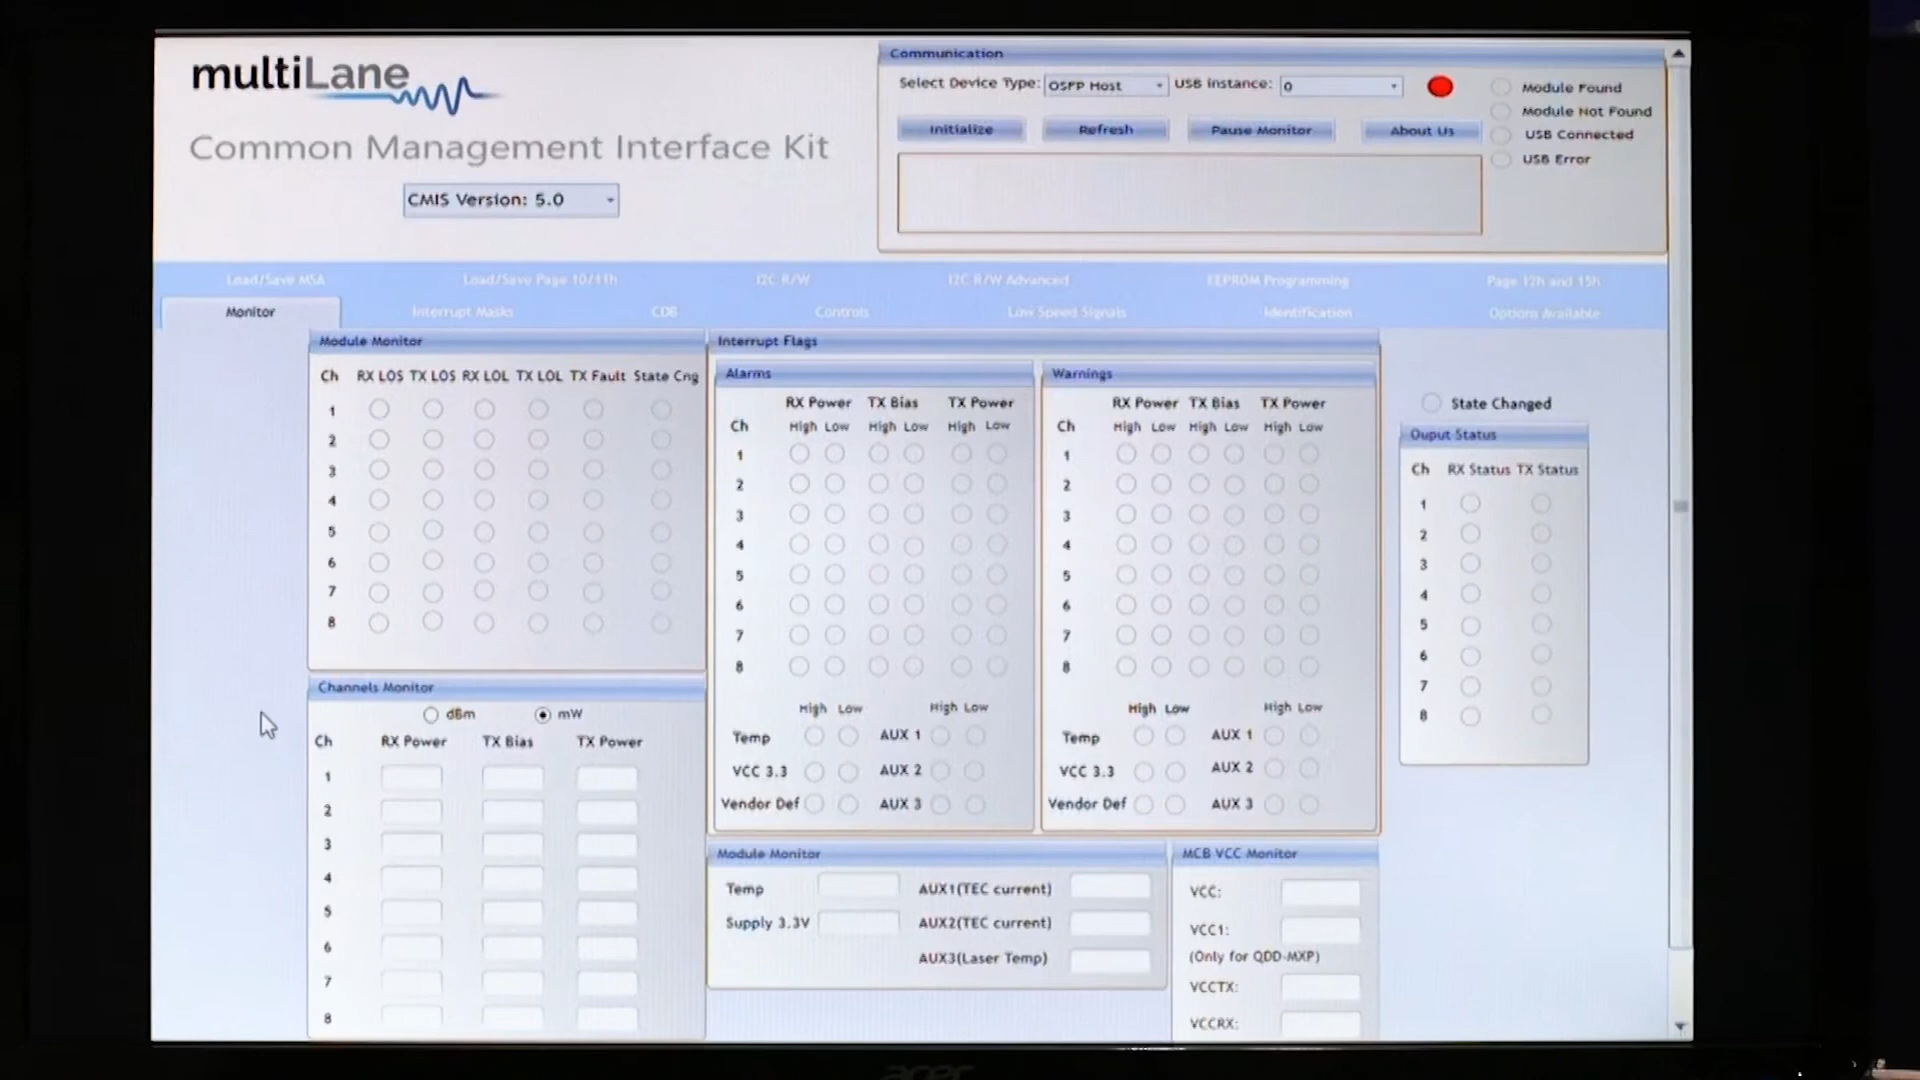 multiLane
Common Management Interface Kit
CMIS Version: 5.0
Communication
Select Device Type: OSFP Host USB Instance: 0
Initialize Refresh Pause Monitor About Us
Module Found
Module Not Found
USB Connected
USB Error
Load/Save MSA Load/Save Page 10/11h I2C R/W I2C R/W Advanced EEPROM Programming Page 12h and 15h
Monitor Interrupt Masks CDB Controls Low Speed Signals Identification Options Available
Module Monitor
Ch RX LOS TX LOS RX LOL TX LOL TX Fault State Cng
1
2
3
4
5
6
7
8
Channels Monitor
dBm mW
Ch RX Power TX Bias TX Power
1
2
3
4
5
6
7
8
Interrupt Flags
Alarms
RX Power TX Bias TX Power
Ch High Low High Low High Low
1
2
3
4
5
6
7
8
High Low High Low
Temp AUX 1
VCC 3.3 AUX 2
Vendor Def AUX 3
Warnings
RX Power TX Bias TX Power
Ch High Low High Low High Low
1
2
3
4
5
6
7
8
High Low High Low
Temp AUX 1
VCC 3.3 AUX 2
Vendor Def AUX 3
State Changed
Ouput Status
Ch RX Status TX Status
1
2
3
4
5
6
7
8
Module Monitor
Temp AUX1(TEC current)
Supply 3.3V AUX2(TEC current)
AUX3(Laser Temp)
MCB VCC Monitor
VCC:
VCC1:
(Only for QDD-MXP)
VCCTX:
VCCRX:
acer